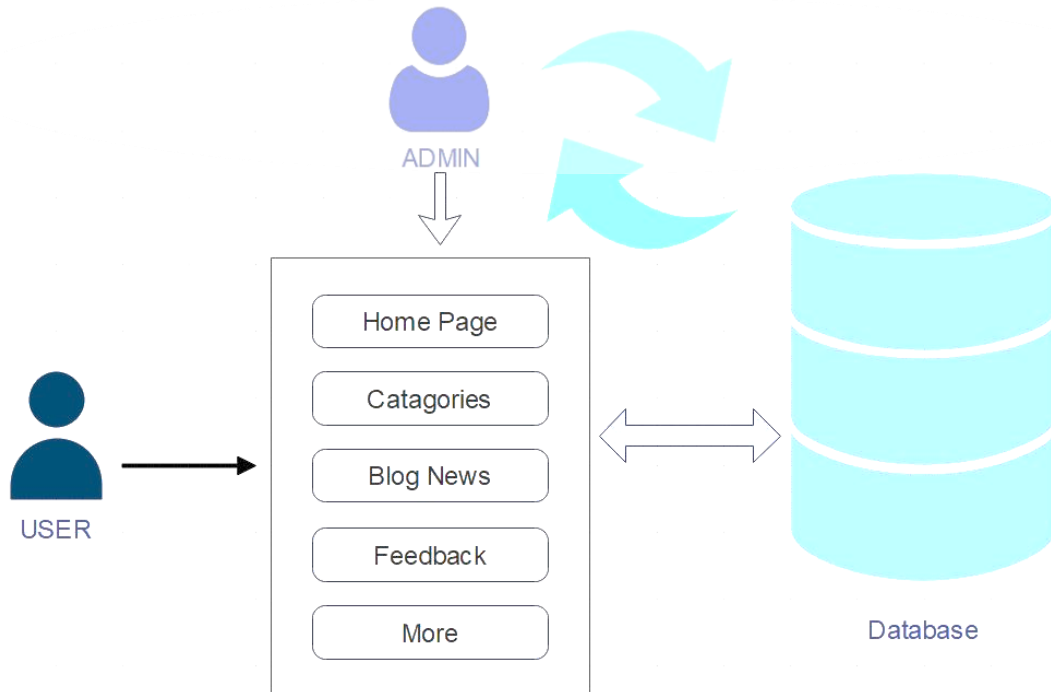 ADMIN
Home Page
Catagories
Blog News
Feedback
More
USER
Database